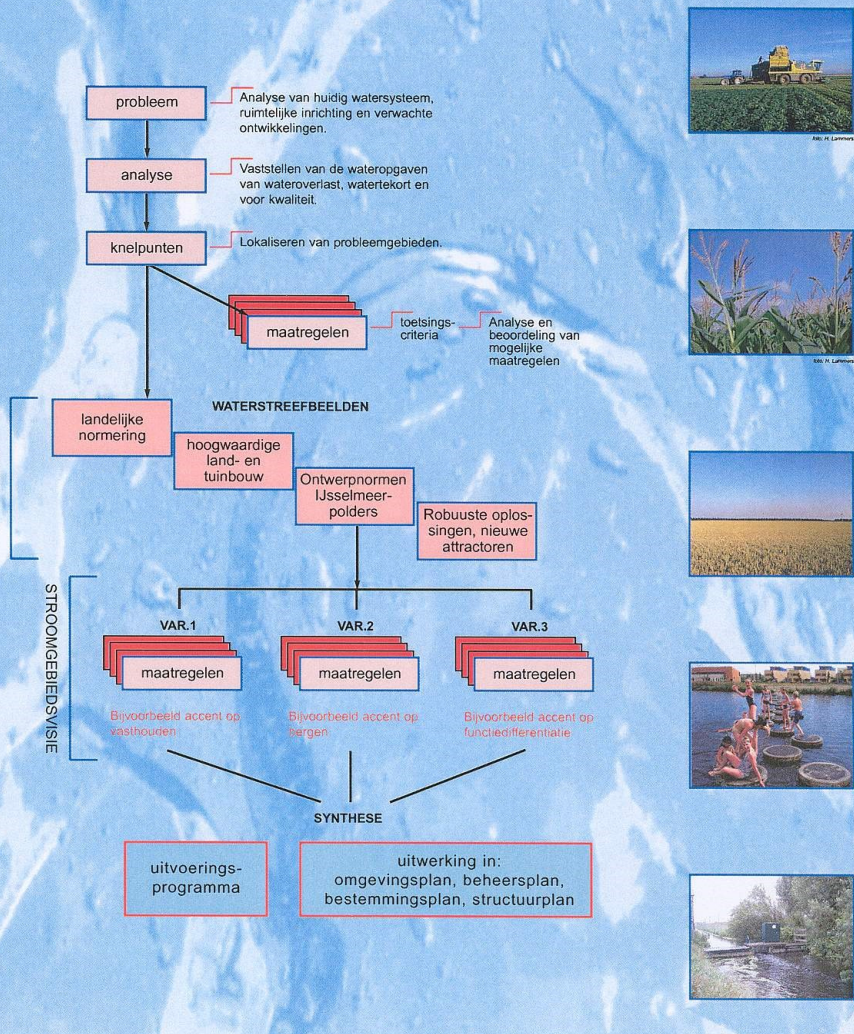 probleem
Analyse van huidig watersysteem,
ruimtelijke inrichting en verwachte
ontwikkelingen.
analyse
Vaststellen van de wateropgaven
van wateroverlast, watertekort en
voor kwaliteit.
knelpunten
Lokaliseren van probleemgebieden.
maatregelen
toetsings-
criteria
Analyse en
beoordeling van
mogelijke
maatregelen
foto: H. Lammers
foto: H. Lammers
WATERSTREEFBEELDEN
landelijke
normering
hoogwaardige
land- en
tuinbouw
Ontwerpnormen
IJsselmeer-
polders
Robuuste oplos-
singen, nieuwe
attractoren
STROOMGEBIEDSVISIE
VAR.1
maatregelen
Bijvoorbeeld accent op
vasthouden
VAR.2
maatregelen
Bijvoorbeeld accent op
bergen
VAR.3
maatregelen
Bijvoorbeeld accent op
functiedifferentiatie
SYNTHESE
uitvoerings-
programma
uitwerking in:
omgevingsplan, beheersplan,
bestemmingsplan, structuurplan